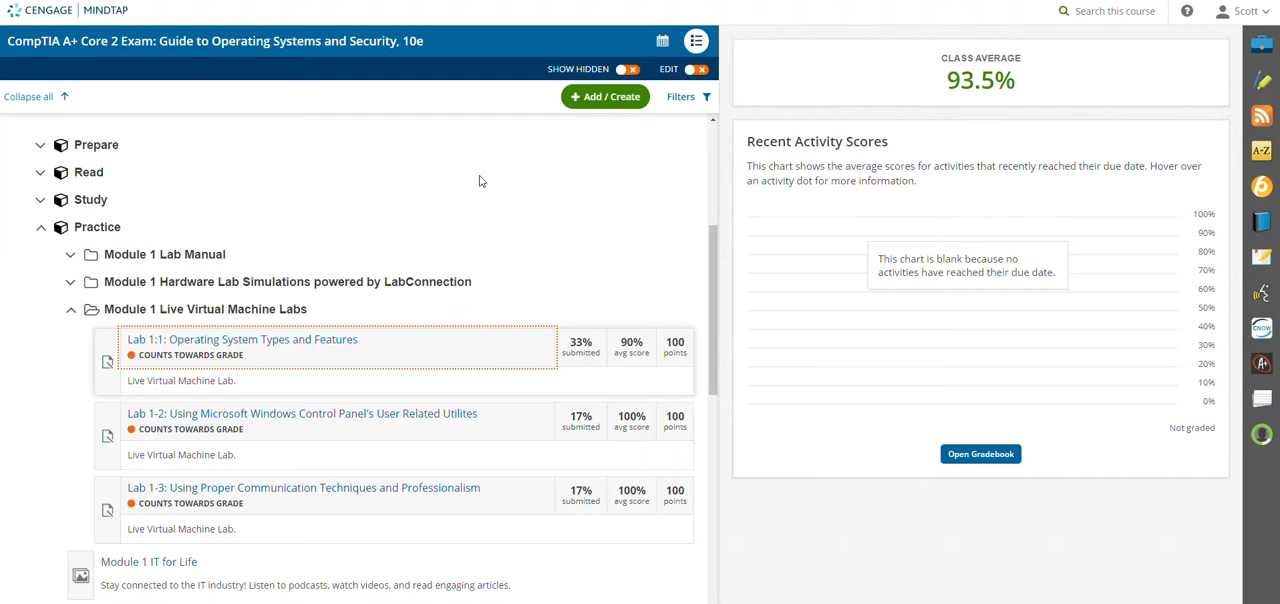 CENGAGE | MINDTAP
Search this course
Scott
CompTIA A+ Core 2 Exam: Guide to Operating Systems and Security, 10e
SHOW HIDDEN
EDIT
Collapse all
+ Add / Create
Filters
Prepare
Read
Study
Practice
Module 1 Lab Manual
Module 1 Hardware Lab Simulations powered by LabConnection
Module 1 Live Virtual Machine Labs
Lab 1:1: Operating System Types and Features
COUNTS TOWARDS GRADE
33% 90% 100
submitted avg score points
Live Virtual Machine Lab.
Lab 1-2: Using Microsoft Windows Control Panel's User Related Utilites
COUNTS TOWARDS GRADE
17% 100% 100
submitted avg score points
Live Virtual Machine Lab.
Lab 1-3: Using Proper Communication Techniques and Professionalism
COUNTS TOWARDS GRADE
17% 100% 100
submitted avg score points
Live Virtual Machine Lab.
Module 1 IT for Life
Stay connected to the IT industry! Listen to podcasts, watch videos, and read engaging articles.
CLASS AVERAGE
93.5%
Recent Activity Scores
This chart shows the average scores for activities that recently reached their due date. Hover over
an activity dot for more information.
100%
90%
80%
70%
60%
50%
40%
30%
20%
10%
0%
This chart is blank because no
activities have reached their due date.
Not graded
Open Gradebook
A-Z
CNOW
A+